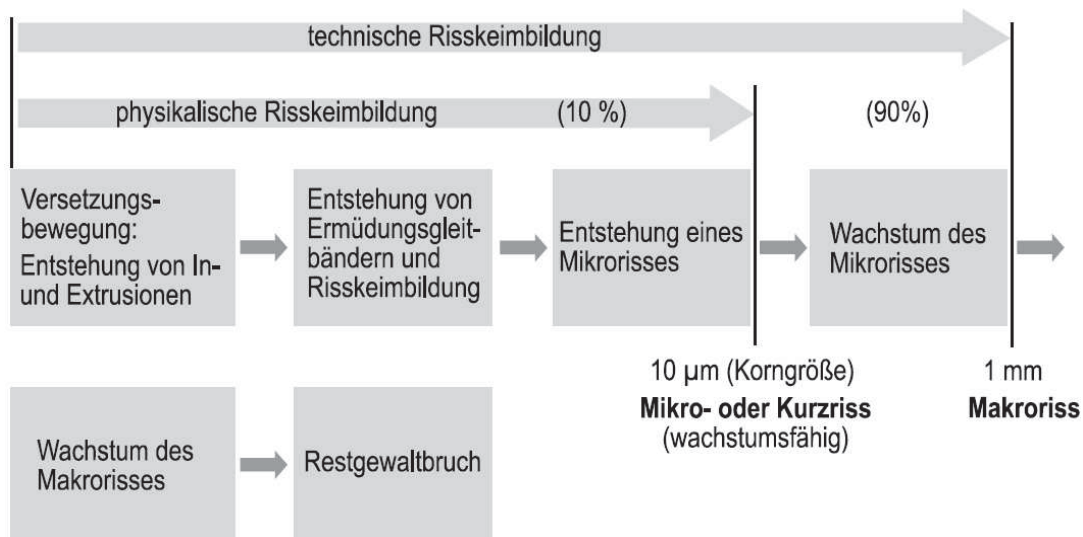 technische Risskeimbildung
physikalische Risskeimbildung (10 %) (90%)
Versetzungs-
bewegung:
Entstehung von In-
und Extrusionen
Entstehung von
Ermüdungsgleit-
bändern und
Risskeimbildung
Entstehung eines
Mikrorisses
Wachstum des
Mikrorisses
10 µm (Korngröße)
Mikro- oder Kurzriss
(wachstumsfähig)
1 mm
Makroriss
Wachstum des
Makrorisses
Restgewaltbruch